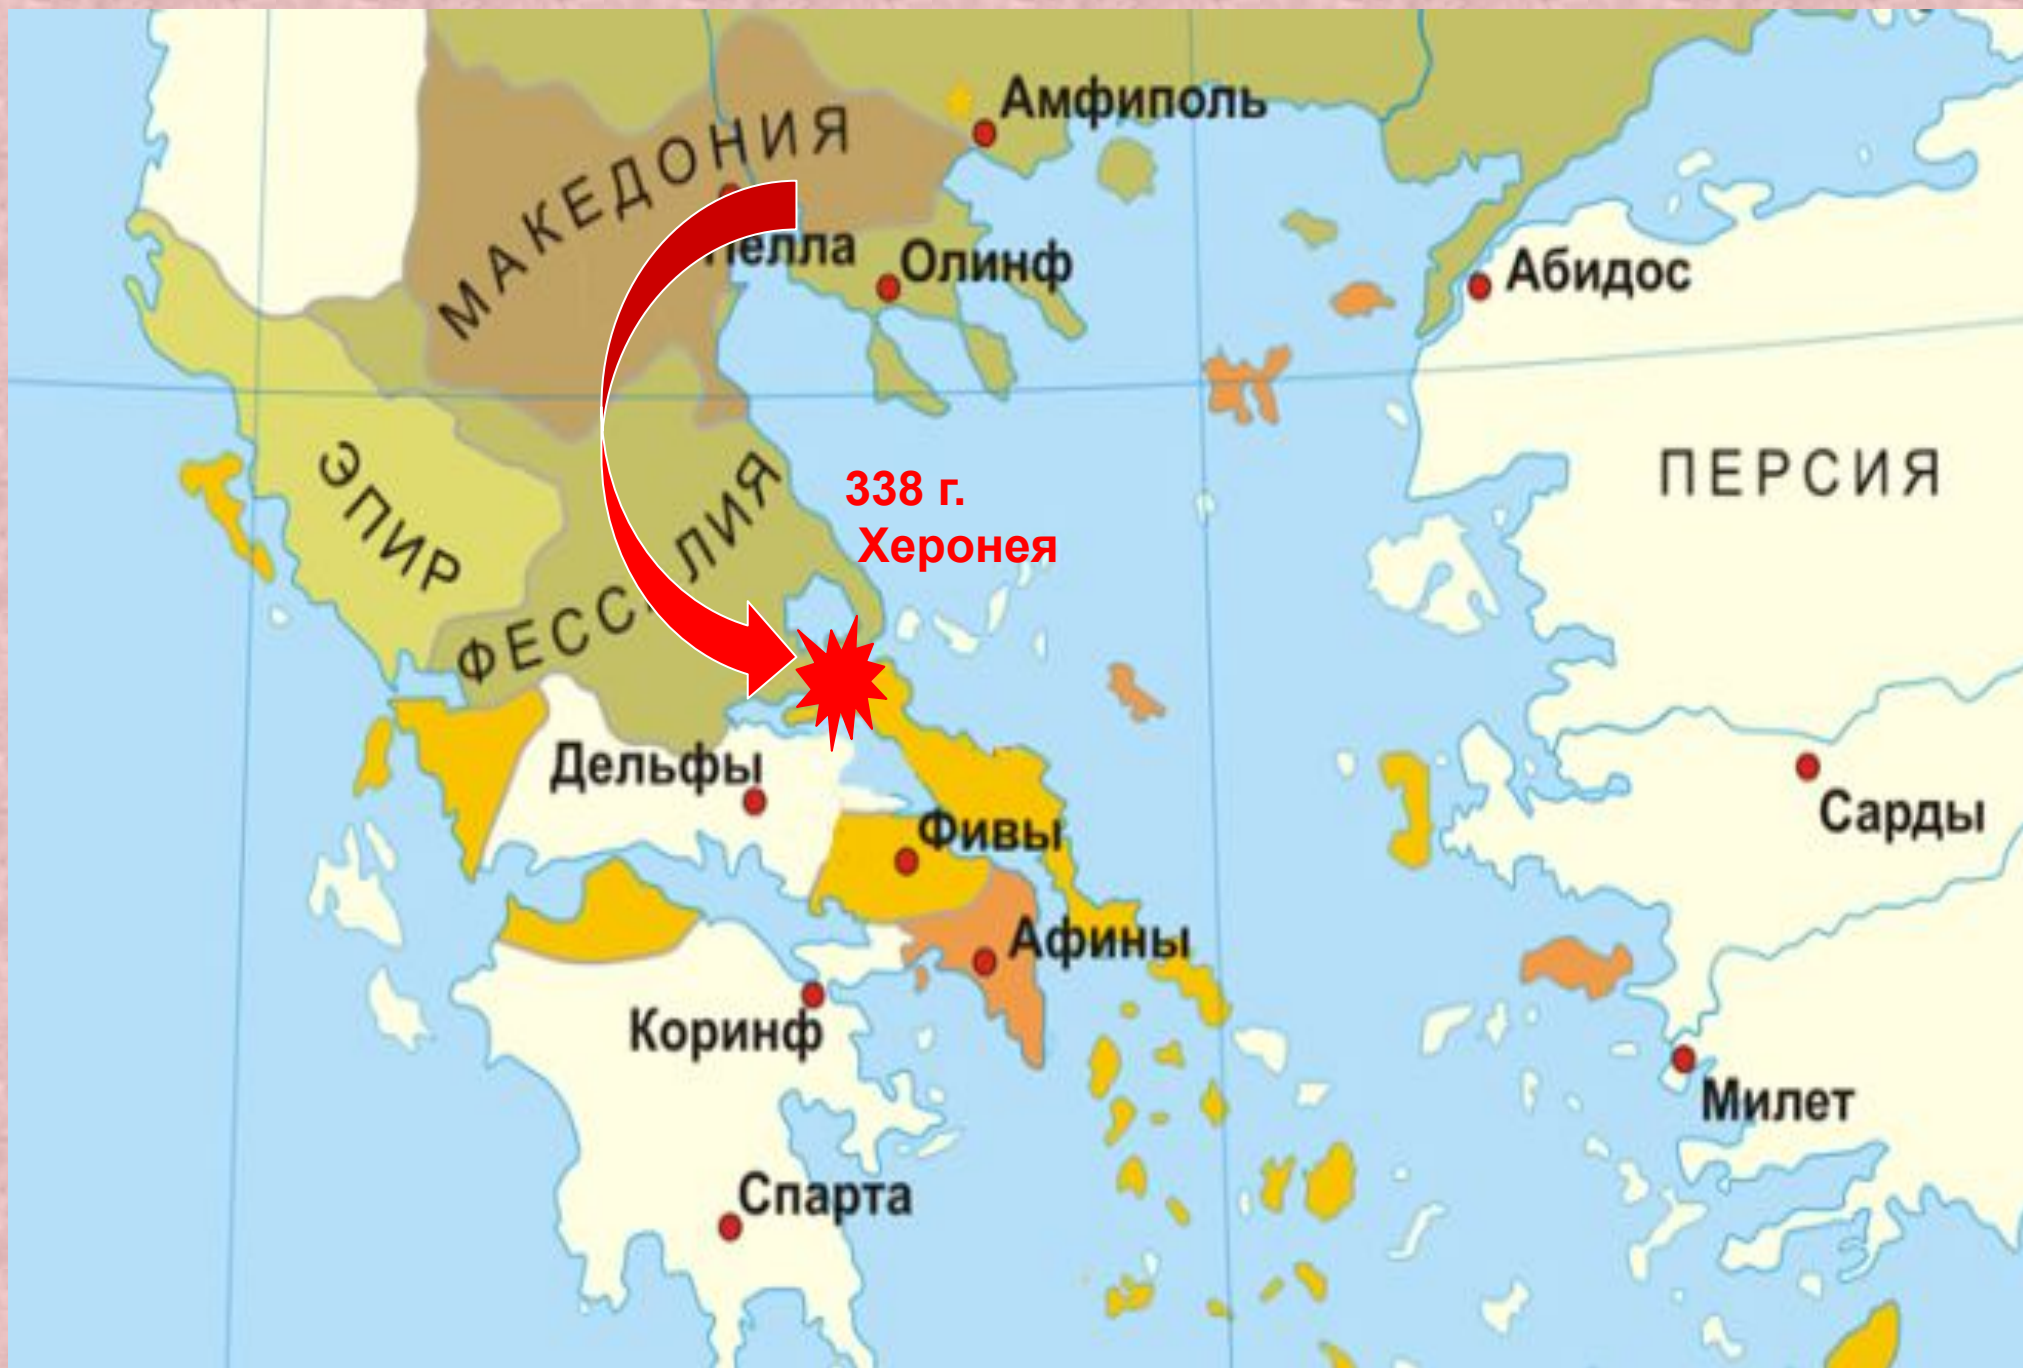 Амфиполь
МАКЕДОНИЯ
Пелла
Олинф
Абидос
ЭПИР
338 г.
Херонея
ПЕРСИЯ
ФЕССАЛИЯ
Дельфы
Фивы
Сарды
Афины
Коринф
Милет
Спарта